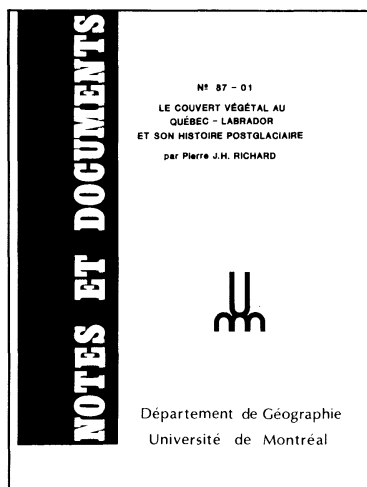 NOTES ET DOCUMENTS
Nº 87 - 01
LE COUVERT VÉGÉTAL AU
QUÉBEC - LABRADOR
ET SON HISTOIRE POSTGLACIAIRE
par Pierre J.H. RICHARD
Département de Géographie
Université de Montréal